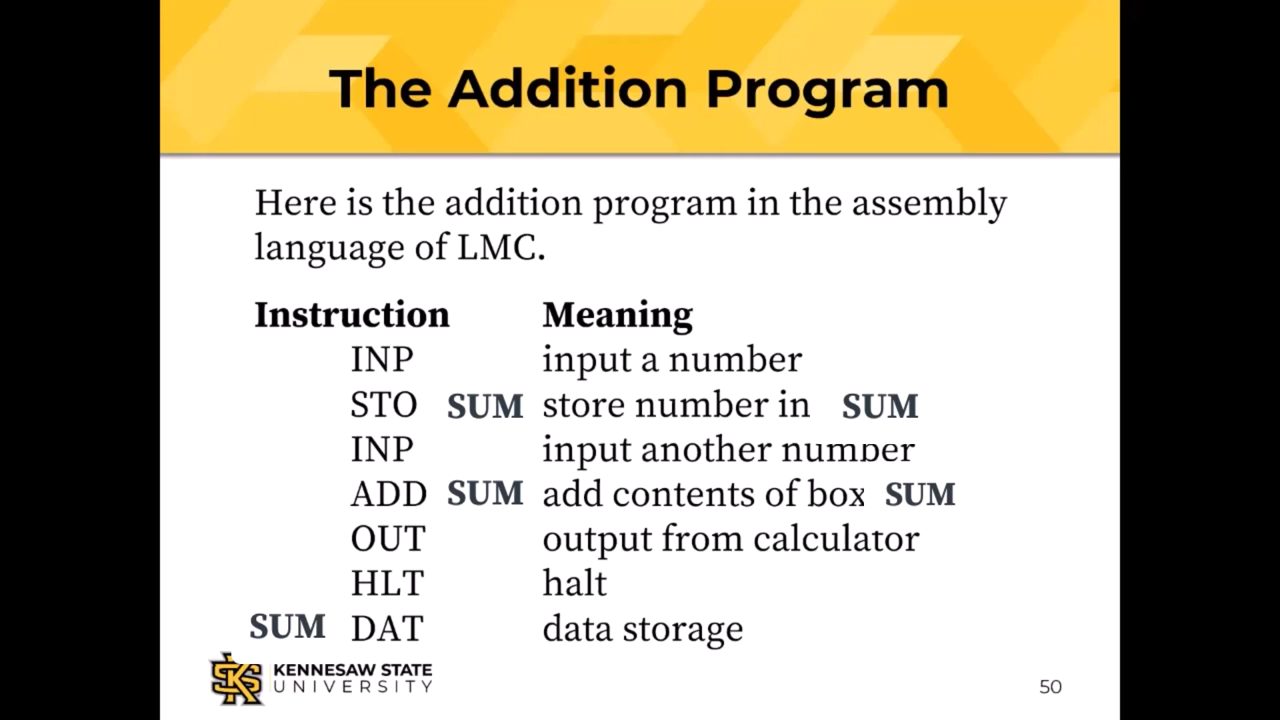 The Addition Program
Here is the addition program in the assembly
language of LMC.
Instruction Meaning
INP input a number
STO SUM store number in SUM
INP input another number
ADD SUM add contents of box SUM
OUT output from calculator
HLT halt
SUM DAT data storage
KS
KENNESAW STATE
UNIVERSITY
50